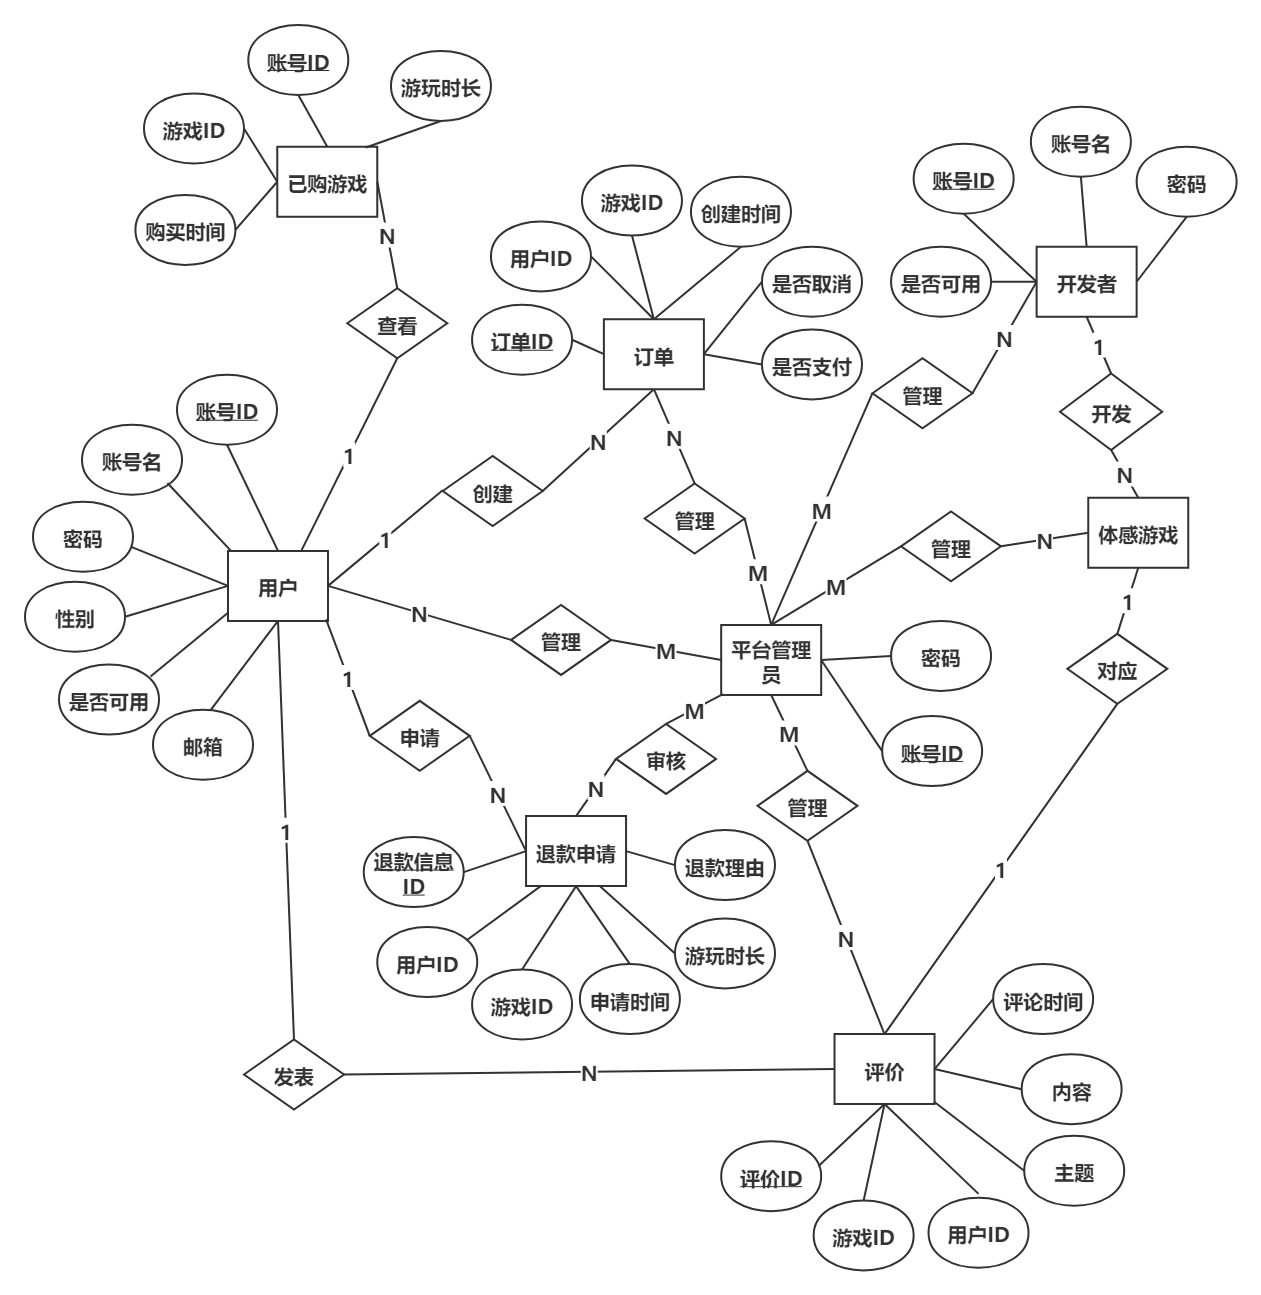 账号ID
游玩时长
游戏ID
已购游戏
购买时间
N
查看
1
账号名
账号ID
密码
是否可用
开发者
N
1
管理
开发
N
体感游戏
游戏ID
创建时间
用户ID
是否取消
订单ID
订单
是否支付
N
N
创建
管理
M
M
管理
N
M
1
账号ID
账号名
密码
用户
性别
是否可用
邮箱
1
N
管理
M
平台管理
员
密码
账号ID
1
对应
1
1
申请
N
M
审核
N
M
管理
N
退款申请
退款信息
ID
退款理由
用户ID
游戏ID
申请时间
游玩时长
1
发表
N
评价
评论时间
内容
主题
评价ID
游戏ID
用户ID